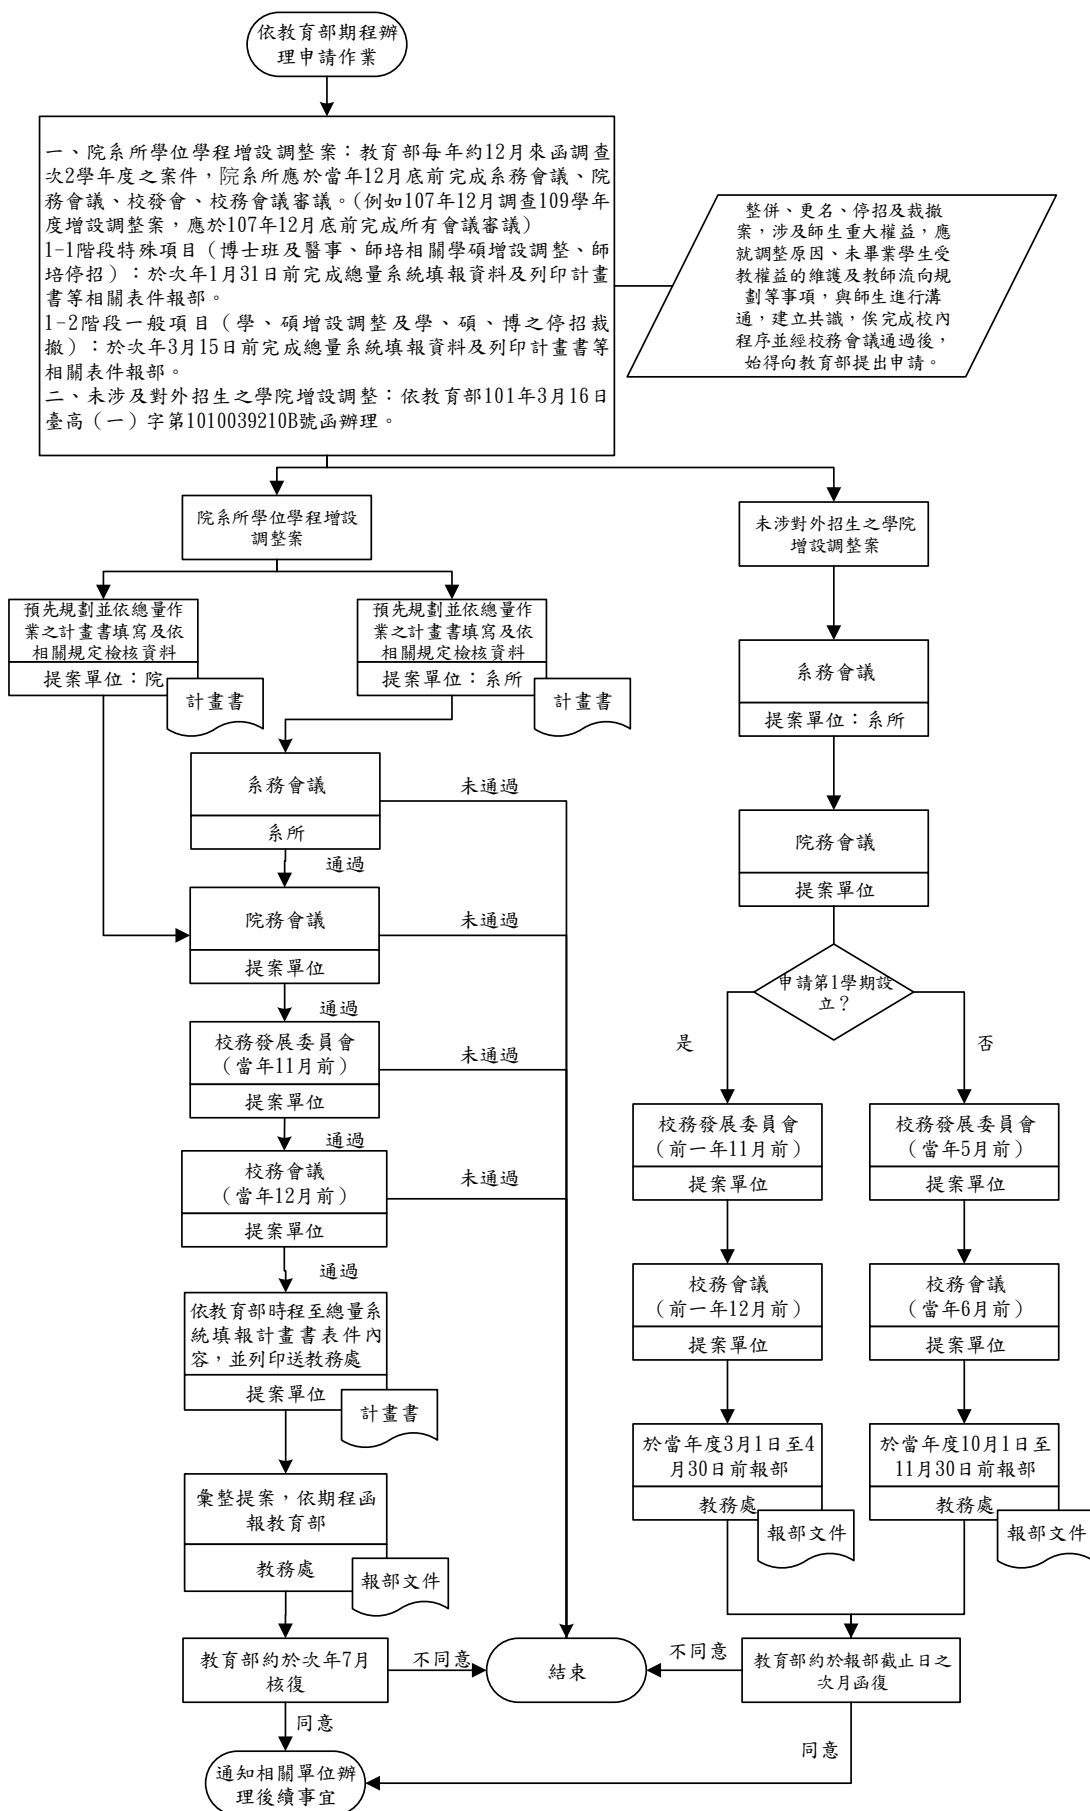 依教育部期程辦
理申請作業
一、院系所學位學程增設調整案：教育部每年約12月來函調查
次2學年度之案件，院系所應於當年12月底前完成系務會議、院
務會議、校發會、校務會議審議。(例如107年12月調查109學年
度增設調整案，應於107年12月底前完成所有會議審議）
1-1階段特殊項目（博士班及醫事、師培相關學碩增設調整、師
培停招）：於次年1月31日前完成總量系統填報資料及列印計畫
書等相關表件報部。
1-2階段一般項目（學、碩增設調整及學、碩、博之停招裁
撤）：於次年3月15日前完成總量系統填報資料及列印計畫書等
相關表件報部。
二、未涉及對外招生之學院增設調整：依教育部101年3月16日
臺高（一）字第1010039210B號函辦理。
整併、更名、停招及裁撤
案，涉及師生重大權益，應
就調整原因、未畢業學生受
教權益的維護及教師流向規
劃等事項，與師生進行溝
通，建立共識，俟完成校內
程序並經校務會議通過後，
始得向教育部提出申請。
院系所學位學程增設
調整案
未涉對外招生之學院
增設調整案
預先規劃並依總量作
業之計畫書填寫及依
相關規定檢核資料
提案單位：院
計畫書
預先規劃並依總量作
業之計畫書填寫及依
相關規定檢核資料
提案單位：系所
計畫書
系務會議
提案單位：系所
系務會議
系所
未通過
通過
院務會議
提案單位
院務會議
提案單位
未通過
通過
申請第1學期設
立？
是
否
校務發展委員會
（當年11月前）
提案單位
未通過
通過
校務發展委員會
（前一年11月前）
提案單位
校務發展委員會
（當年5月前）
提案單位
校務會議
（當年12月前）
提案單位
未通過
通過
校務會議
（前一年12月前）
提案單位
校務會議
（當年6月前）
提案單位
依教育部時程至總量系
統填報計畫書表件內
容，並列印送教務處
提案單位
計畫書
於當年度3月1日至4
月30日前報部
教務處
報部文件
於當年度10月1日至
11月30日前報部
教務處
報部文件
彙整提案，依期程函
報教育部
教務處
報部文件
教育部約於次年7月
核復
不同意
結束
不同意
教育部約於報部截止日之
次月函復
同意
同意
通知相關單位辦
理後續事宜